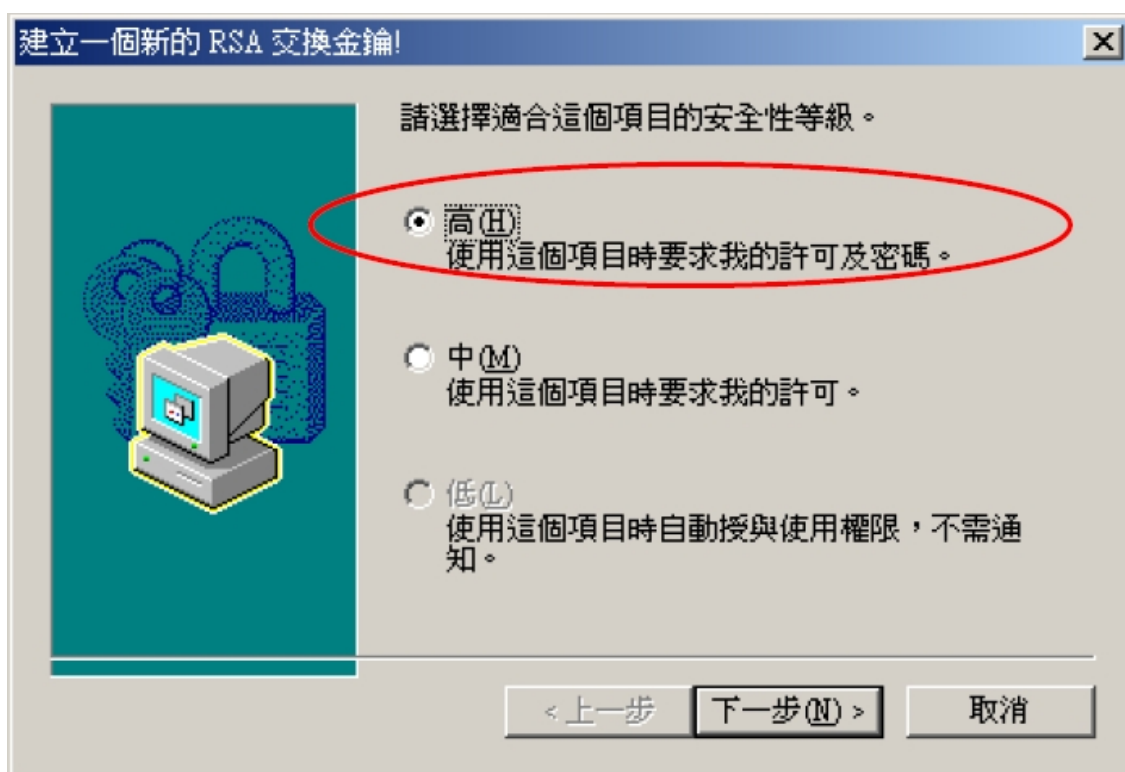 建立一個新的 RSA 交換金鑰!
請選擇適合這個項目的安全性等級。
高(H)
使用這個項目時要求我的許可及密碼。
中(M)
使用這個項目時要求我的許可。
低(L)
使用這個項目時自動授與使用權限，不需通
知。
<上一步
下一步(N) >
取消